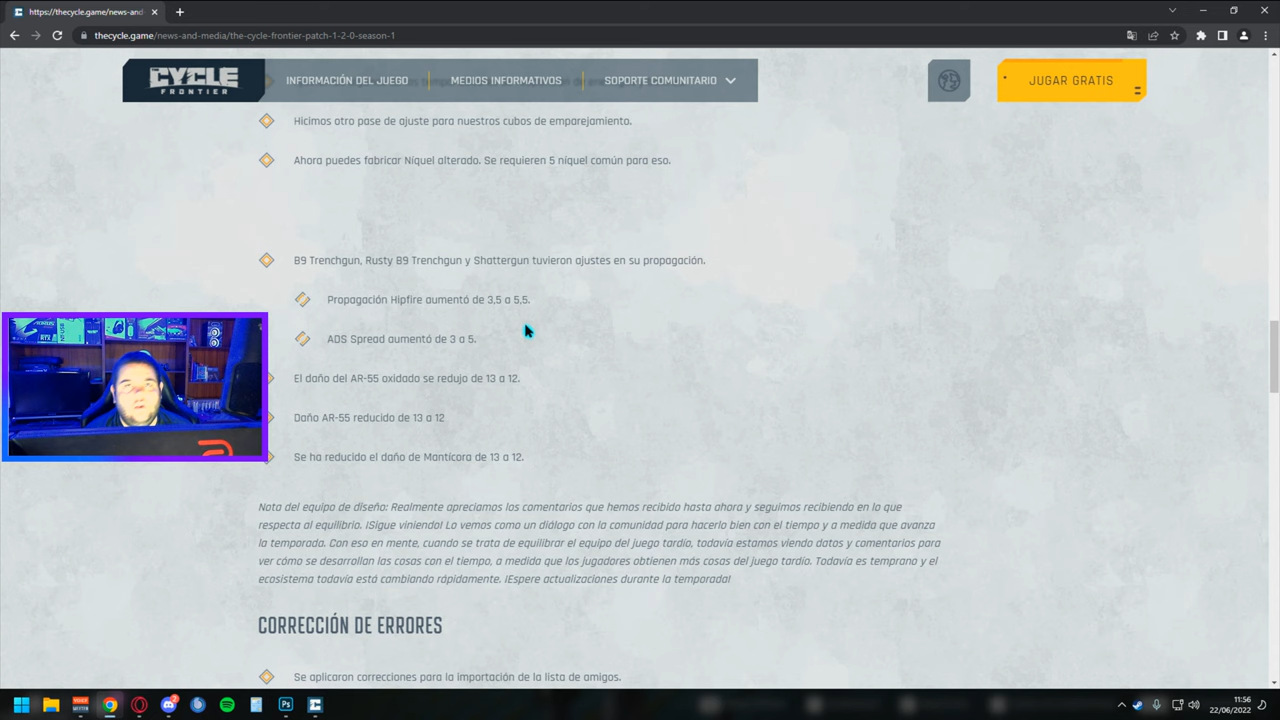 https://thecycle.game/news-and-
thecycle.game/news-and-media/the-cycle-frontier-patch-1-2-0-season-1
CYCLE
FRONTIER
INFORMACIÓN DEL JUEGO
MEDIOS INFORMATIVOS
SOPORTE COMUNITARIO
JUGAR GRATIS
Hicimos otro pase de ajuste para nuestros cubos de emparejamiento.
Ahora puedes fabricar Níquel alterado. Se requieren 5 níquel común para eso.
B9 Trenchgun, Rusty B9 Trenchgun y Shattergun tuvieron ajustes en su propagación.
Propagación Hipfire aumentó de 3,5 a 5,5.
ADS Spread aumentó de 3 a 5.
El daño del AR-55 oxidado se redujo de 13 a 12.
Daño AR-55 reducido de 13 a 12
Se ha reducido el daño de Mantícora de 13 a 12.
Nota del equipo de diseño: Realmente apreciamos los comentarios que hemos recibido hasta ahora y seguimos recibiendo en lo que
respecta al equilibrio. ¡Sigue viniendo! Lo vemos como un diálogo con la comunidad para hacerlo bien con el tiempo y a medida que avanza
la temporada. Con eso en mente, cuando se trata de equilibrar el equipo del juego tardío, todavía estamos viendo datos y comentarios para
ver cómo se desarrollan las cosas con el tiempo, a medida que los jugadores obtienen más cosas del juego tardío. Todavía es temprano y el
ecosistema todavía está cambiando rápidamente. ¡Espere actualizaciones durante la temporada!
CORRECCIÓN DE ERRORES
Se aplicaron correcciones para la importación de la lista de amigos.
11:56
22/06/2022